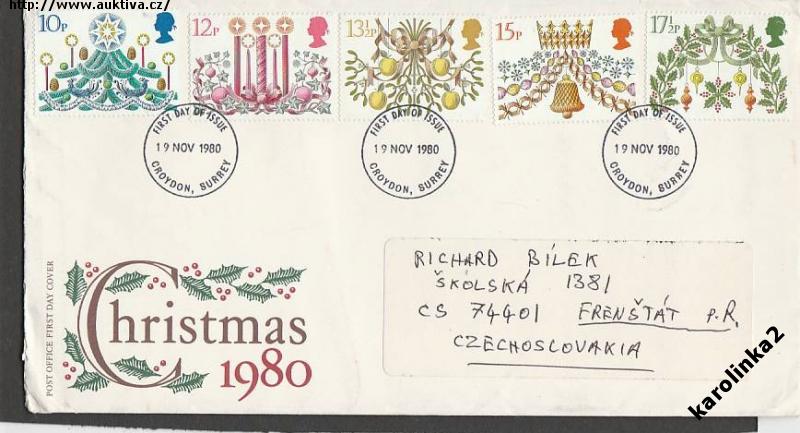 http://www.auktiva.cz/
10P
12P
13½P
15P
17½P
FIRST DAY OF ISSUE
19 NOV 1980
CROYDON, SURREY
FIRST DAY OF ISSUE
19 NOV 1980
CROYDON, SURREY
FIRST DAY OF ISSUE
19 NOV 1980
CROYDON, SURREY
POST OFFICE FIRST DAY COVER
Christmas
1980
RICHARD BÍLEK
ŠKOLSKÁ 1381
CS 74401 FRENŠTÁT p.R.
CZECHOSLOVAKIA
karolinka2